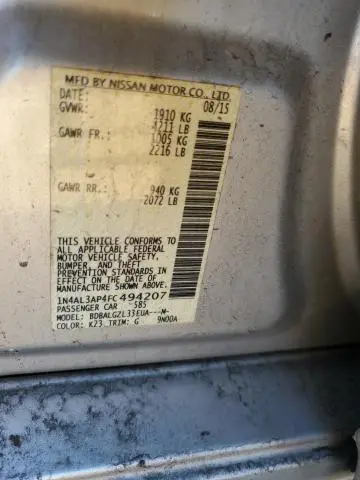 MFD BY NISSAN MOTOR CO., LTD.
DATE: 08/15
GVWR: 1910 KG
4211 LB
GAWR FR.: 1005 KG
2216 LB
GAWR RR.: 940 KG
2072 LB
THIS VEHICLE CONFORMS TO
ALL APPLICABLE FEDERAL
MOTOR VEHICLE SAFETY,
BUMPER, AND THEFT
PREVENTION STANDARDS
IN EFFECT ON THE DATE
OF MANUFACTURE SHOWN
ABOVE.
1N4AL3AP4FC494207
PASSENGER CAR 585
MODEL: BDBALGZL33EUA---M-
COLOR: K23 TRIM: G 9N00A